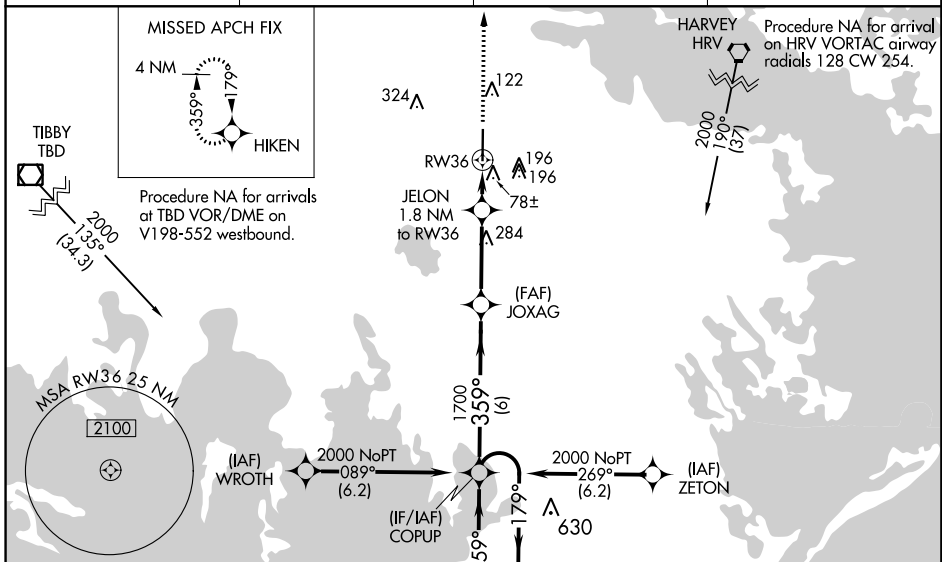 MISSED APCH FIX
4 NM
359°
179°
HIKEN
324
122
HARVEY
HRV
Procedure NA for arrival
on HRV VORTAC airway
radials 128 CW 254.
2000
190°
(37)
TIBBY
TBD
2000
135°
(34.3)
Procedure NA for arrivals
at TBD VOR/DME on
V198-552 westbound.
RW36
196
196
78±
JELON
1.8 NM
to RW36
284
(FAF)
JOXAG
1700
359°
(6)
MSA RW36 25 NM
2100
(IAF)
WROTH
2000 NoPT
089°
(6.2)
2000 NoPT
269°
(6.2)
(IAF)
ZETON
(IF/IAF)
COPUP
59°
179°
630